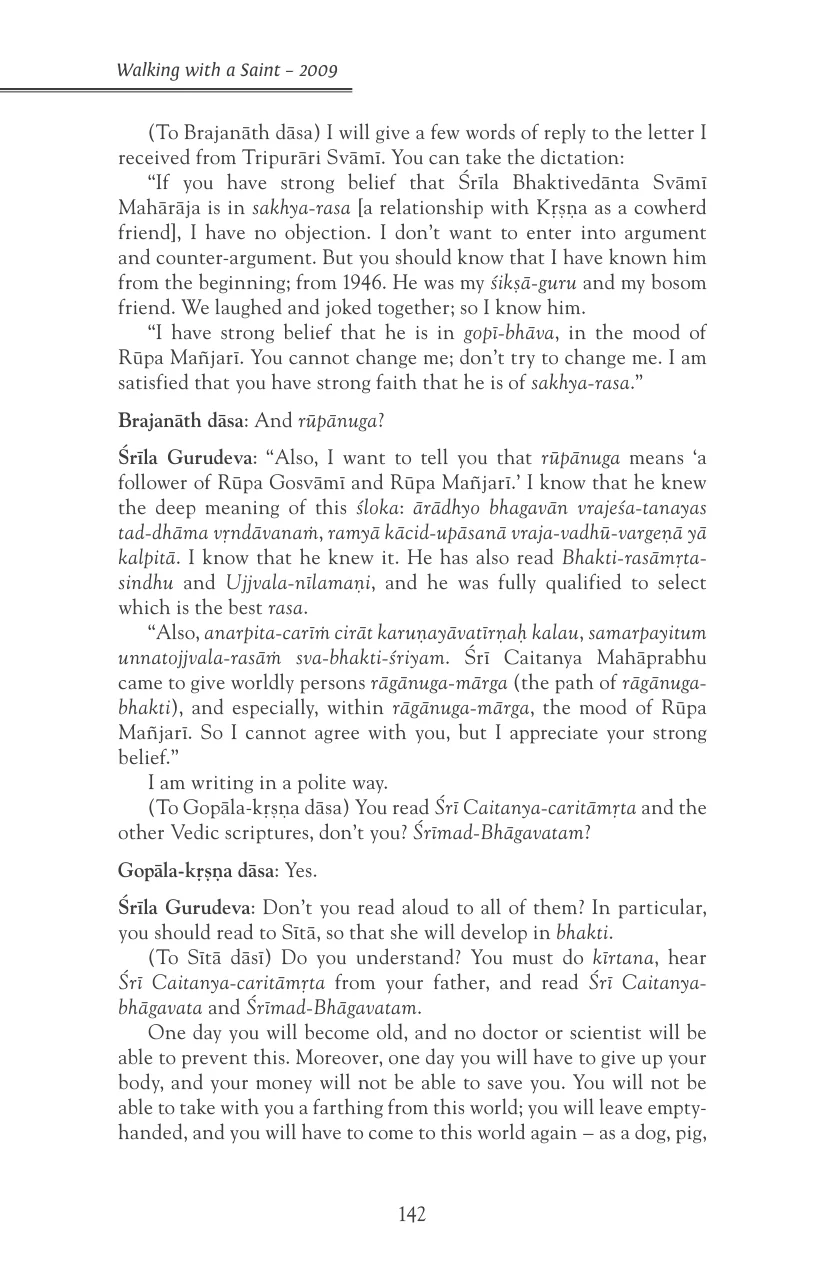 Walking with a Saint – 2009
(To Brajanāth dāsa) I will give a few words of reply to the letter I
received from Tripurāri Svāmī. You can take the dictation:
“If you have strong belief that Śrīla Bhaktivedānta Svāmī
Mahārāja is in sakhya-rasa [a relationship with Kṛṣṇa as a cowherd
friend], I have no objection. I don’t want to enter into argument
and counter-argument. But you should know that I have known him
from the beginning; from 1946. He was my śikṣā-guru and my bosom
friend. We laughed and joked together; so I know him.
“I have strong belief that he is in gopī-bhāva, in the mood of
Rūpa Mañjarī. You cannot change me; don’t try to change me. I am
satisfied that you have strong faith that he is of sakhya-rasa.”
Brajanāth dāsa: And rūpānuga?
Śrīla Gurudeva: “Also, I want to tell you that rūpānuga means ‘a
follower of Rūpa Gosvāmī and Rūpa Mañjarī.’ I know that he knew
the deep meaning of this śloka: ārādhyo bhagavān vrajeśa-tanayas
tad-dhāma vṛndāvanaṁ, ramyā kācid-upāsanā vraja-vadhū-vargeṇā yā
kalpitā. I know that he knew it. He has also read Bhakti-rasāmṛta-
sindhu and Ujjvala-nīlamaṇi, and he was fully qualified to select
which is the best rasa.
“Also, anarpita-carīṁ cirāt karuṇayāvatīrṇaḥ kalau, samarpayitum
unnatojjvala-rasāṁ sva-bhakti-śriyam. Śrī Caitanya Mahāprabhu
came to give worldly persons rāgānuga-mārga (the path of rāgānuga-
bhakti), and especially, within rāgānuga-mārga, the mood of Rūpa
Mañjarī. So I cannot agree with you, but I appreciate your strong
belief.”
I am writing in a polite way.
(To Gopāla-kṛṣṇa dāsa) You read Śrī Caitanya-caritāmṛta and the
other Vedic scriptures, don’t you? Śrīmad-Bhāgavatam?
Gopāla-kṛṣṇa dāsa: Yes.
Śrīla Gurudeva: Don’t you read aloud to all of them? In particular,
you should read to Sītā, so that she will develop in bhakti.
(To Sītā dāsī) Do you understand? You must do kīrtana, hear
Śrī Caitanya-caritāmṛta from your father, and read Śrī Caitanya-
bhāgavata and Śrīmad-Bhāgavatam.
One day you will become old, and no doctor or scientist will be
able to prevent this. Moreover, one day you will have to give up your
body, and your money will not be able to save you. You will not be
able to take with you a farthing from this world; you will leave empty-
handed, and you will have to come to this world again – as a dog, pig,
142